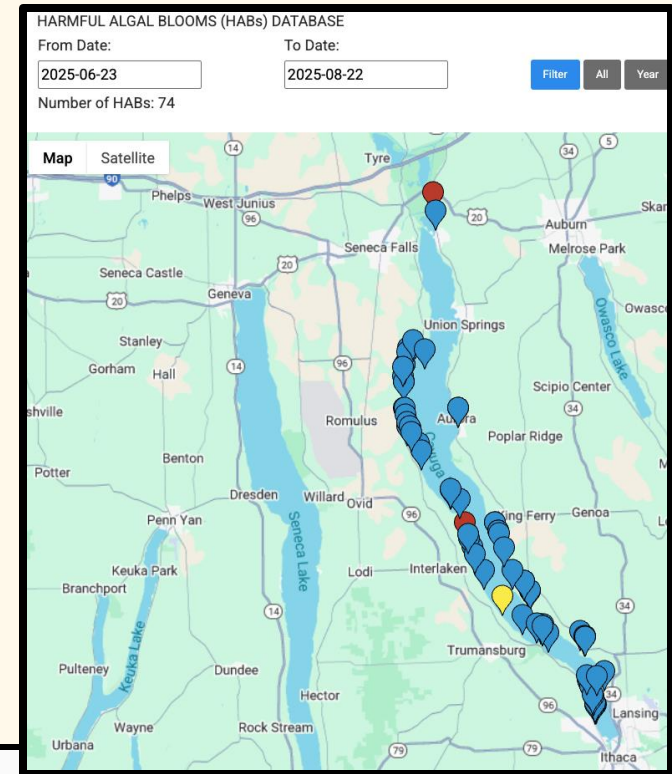 HARMFUL ALGAL BLOOMS (HABs) DATABASE
From Date:
To Date:
2025-06-23
2025-08-22
Filter
All
Year
Number of HABs: 74
Map
Satellite
14
Tyre
34
5
90
Phelps
West Junius
96
20
Skar
Auburn
Seneca Falls
Melrose Park
20
Seneca Castle
20
Geneva
Owasco Lake
Owasco
Union Springs
Stanley
14
96
Gorham
Hall
Scipio Center
34
shville
Romulus
Poplar Ridge
Cayuga
Benton
Potter
M
Dresden
Willard
Ovid
96
Penn Yan
Genoa
Seneca Lake
Lodi
Interlaken
Keuka Park
Branchport
14
34
Keuka Lake
Trumansburg
Pulteney
Dundee
Hector
34
96
Lansing
Wayne
Rock Stream
Urbana
79
79
Ithaca